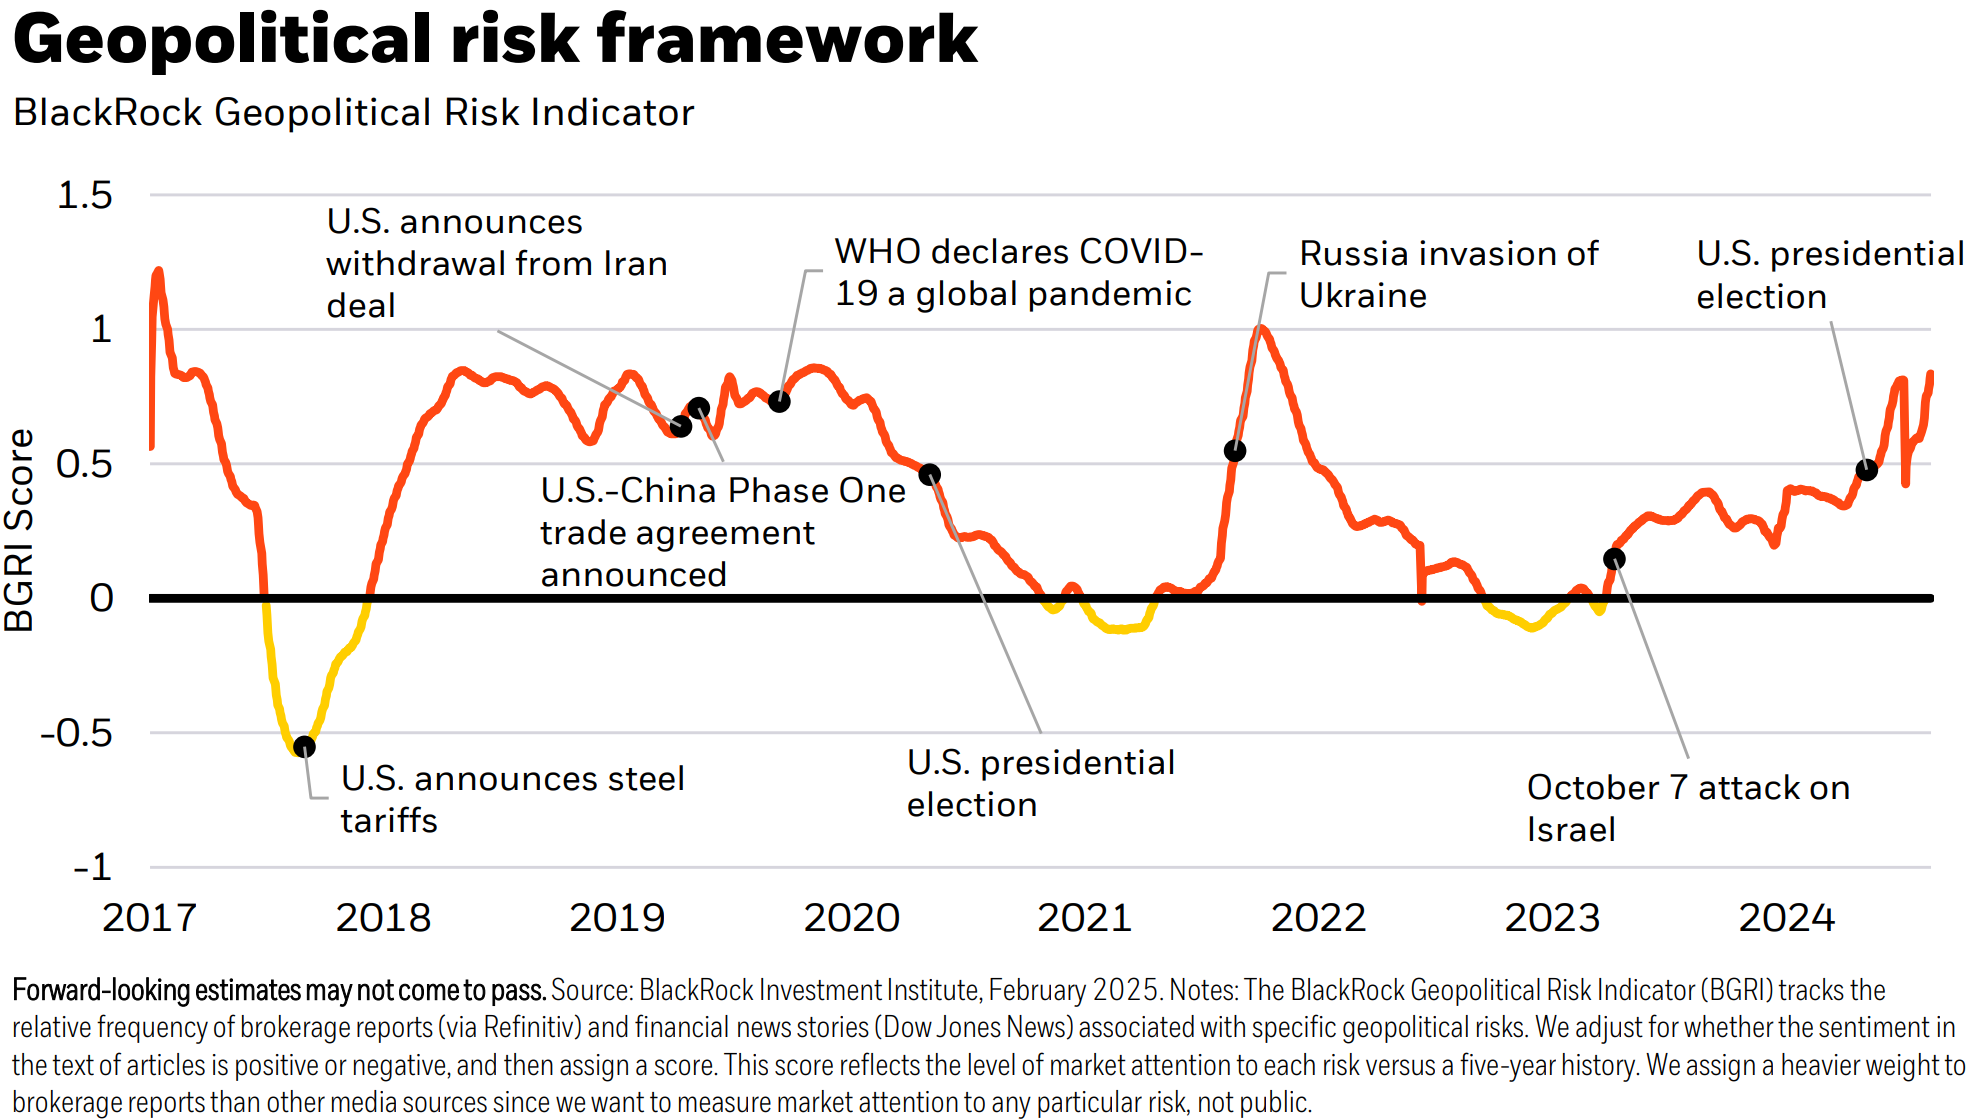 Geopolitical risk framework
BlackRock Geopolitical Risk Indicator
BGRI Score
1.5
1
0.5
0
-0.5
-1
U.S. announces
withdrawal from Iran
deal
WHO declares COVID-
19 a global pandemic
Russia invasion of
Ukraine
U.S. presidential
election
U.S.-China Phase One
trade agreement
announced
U.S. announces steel
tariffs
U.S. presidential
election
October 7 attack on
Israel
2017 2018 2019 2020 2021 2022 2023 2024
Forward-looking estimates may not come to pass. Source: BlackRock Investment Institute, February 2025. Notes: The BlackRock Geopolitical Risk Indicator (BGRI) tracks the
relative frequency of brokerage reports (via Refinitiv) and financial news stories (Dow Jones News) associated with specific geopolitical risks. We adjust for whether the sentiment in
the text of articles is positive or negative, and then assign a score. This score reflects the level of market attention to each risk versus a five-year history. We assign a heavier weight to
brokerage reports than other media sources since we want to measure market attention to any particular risk, not public.